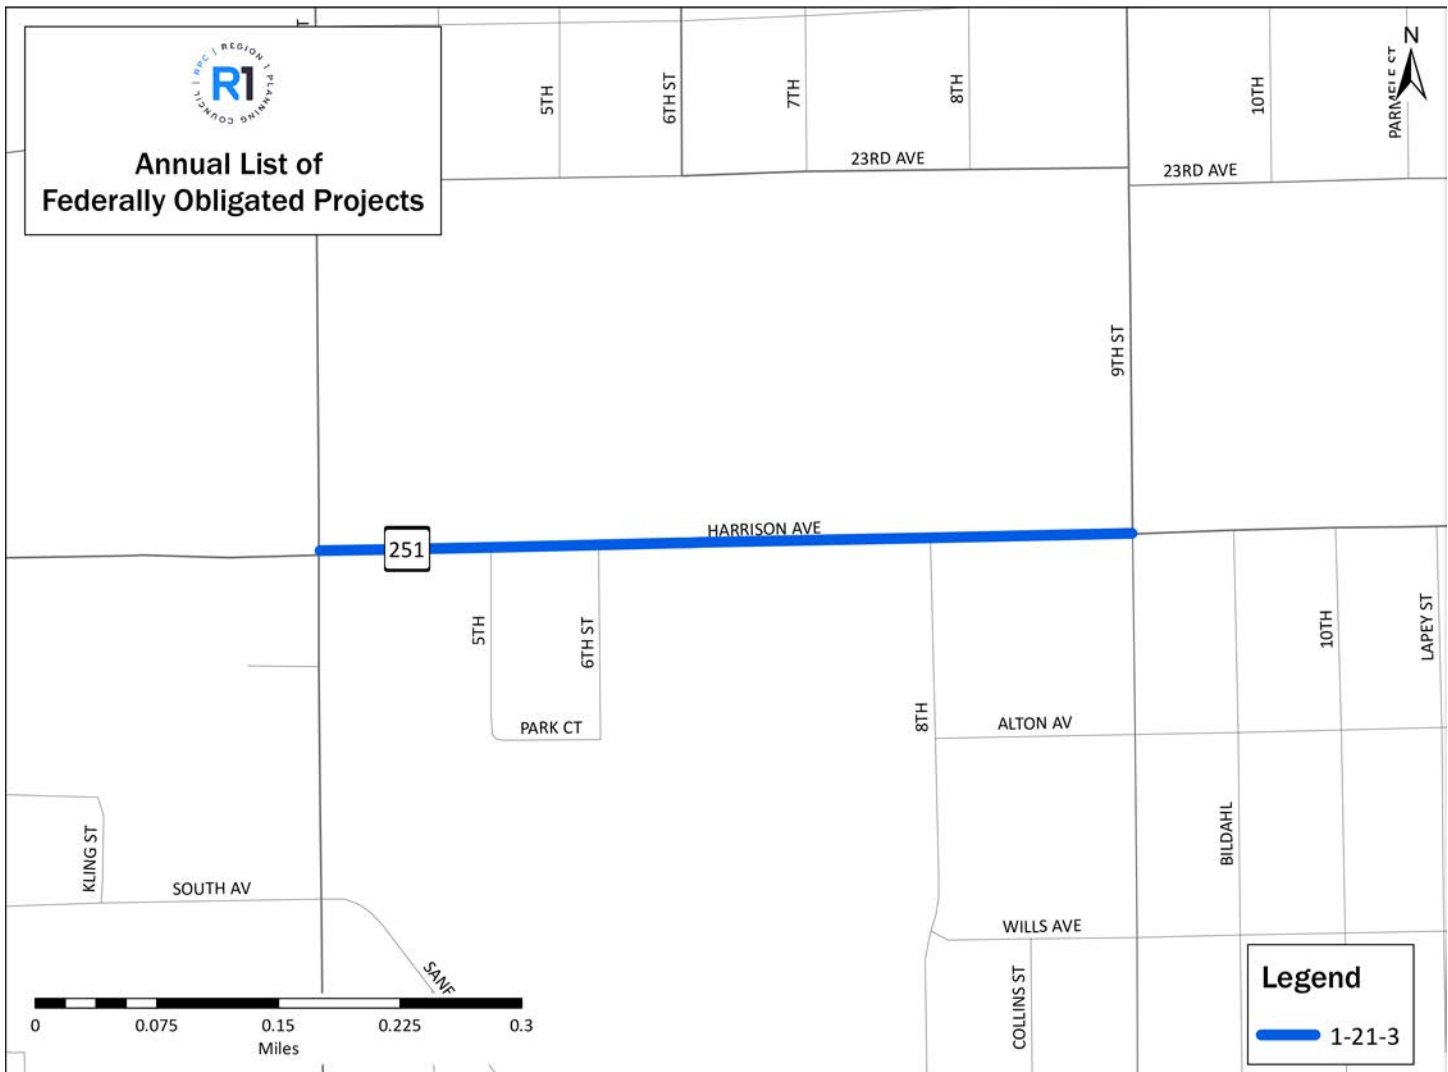 T
RPC | REGION 1 PLANNING COUNCIL |
R1
Annual List of
Federally Obligated Projects
5TH
6TH ST
7TH
8TH
10TH
N
23RD AVE
23RD AVE
9TH ST
HARRISON AVE
251
5TH
6TH ST
8TH
10TH
LAPEY ST
PARK CT
ALTON AV
KLING ST
BILDAHL
SOUTH AV
WILLS AVE
SANF
COLLINS ST
0
0.075
0.15
0.225
0.3
Miles
Legend
1-21-3